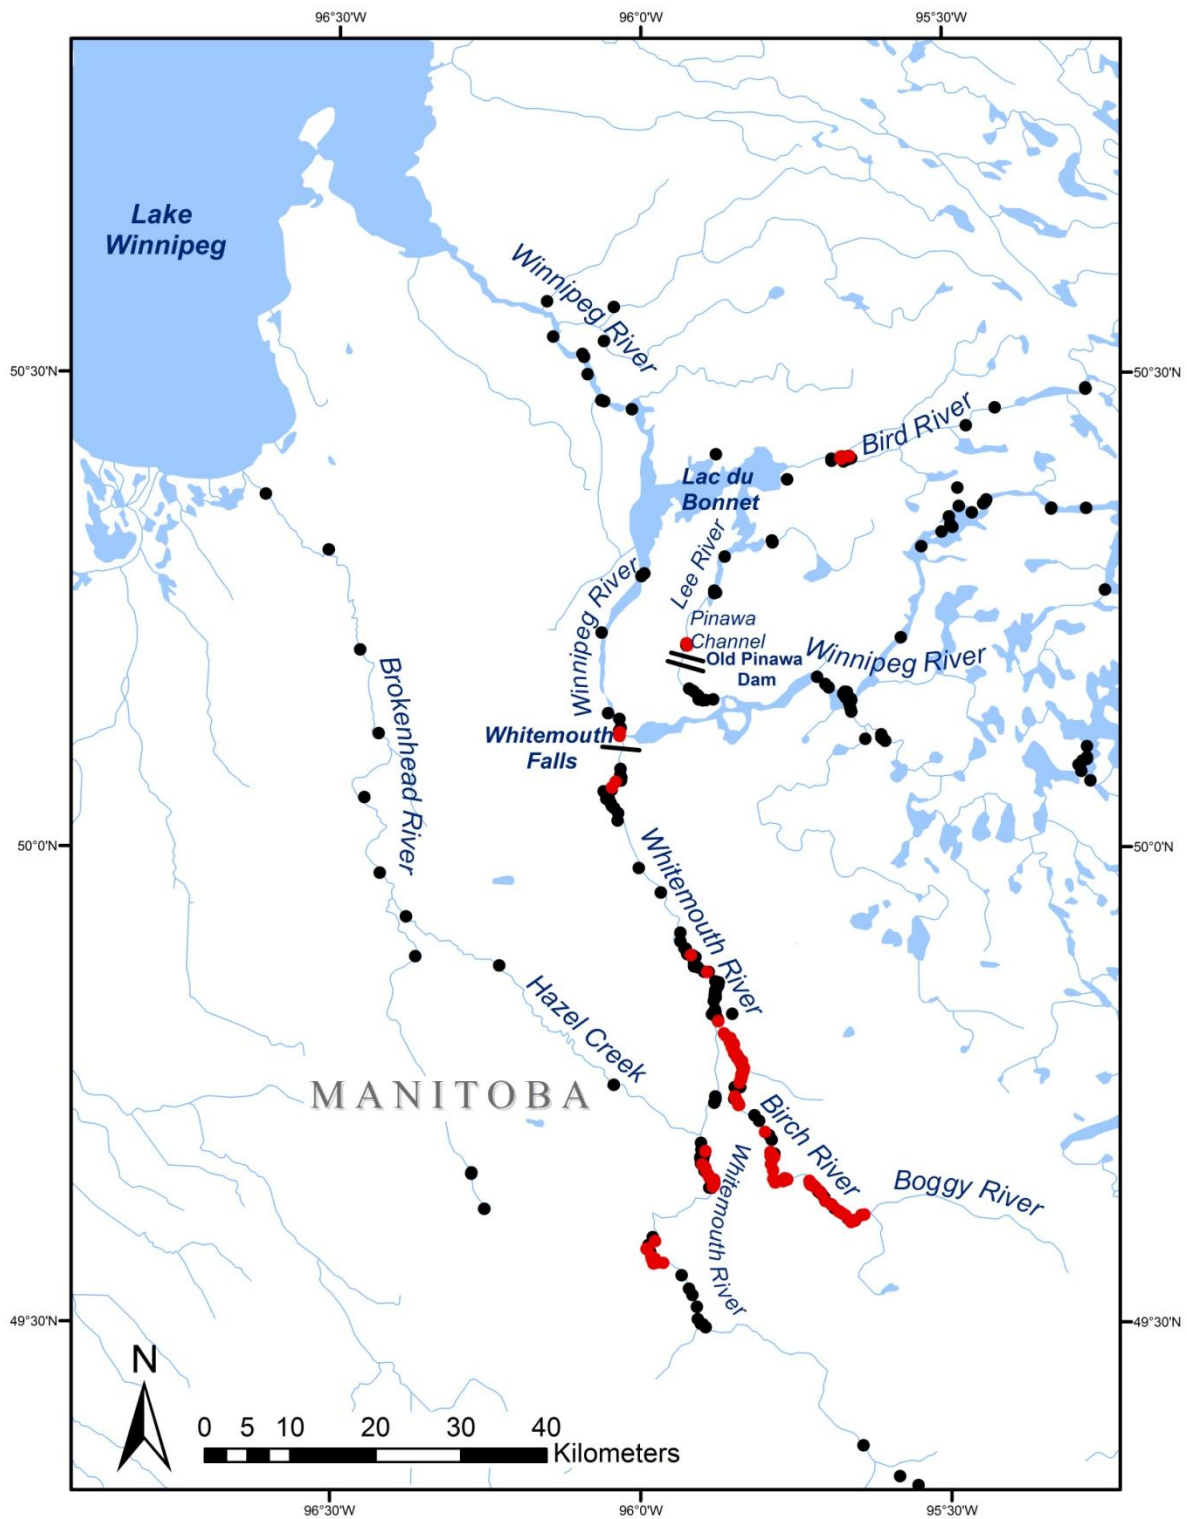 96°30'W 96°0'W 95°30'W
Lake
Winnipeg
Winnipeg River
50°30'N 50°30'N
Bird River
Lac du
Bonnet
Lee River
Winnipeg River
Pinawa
Channel
Old Pinawa
Dam
Winnipeg River
Brokenhead River
Whitemouth
Falls
50°0'N 50°0'N
Whitemouth River
Hazel Creek
MANITOBA
Birch River
Whitemouth River
Boggy River
49°30'N 49°30'N
N
0 5 10 20 30 40
Kilometers
96°30'W 96°0'W 95°30'W